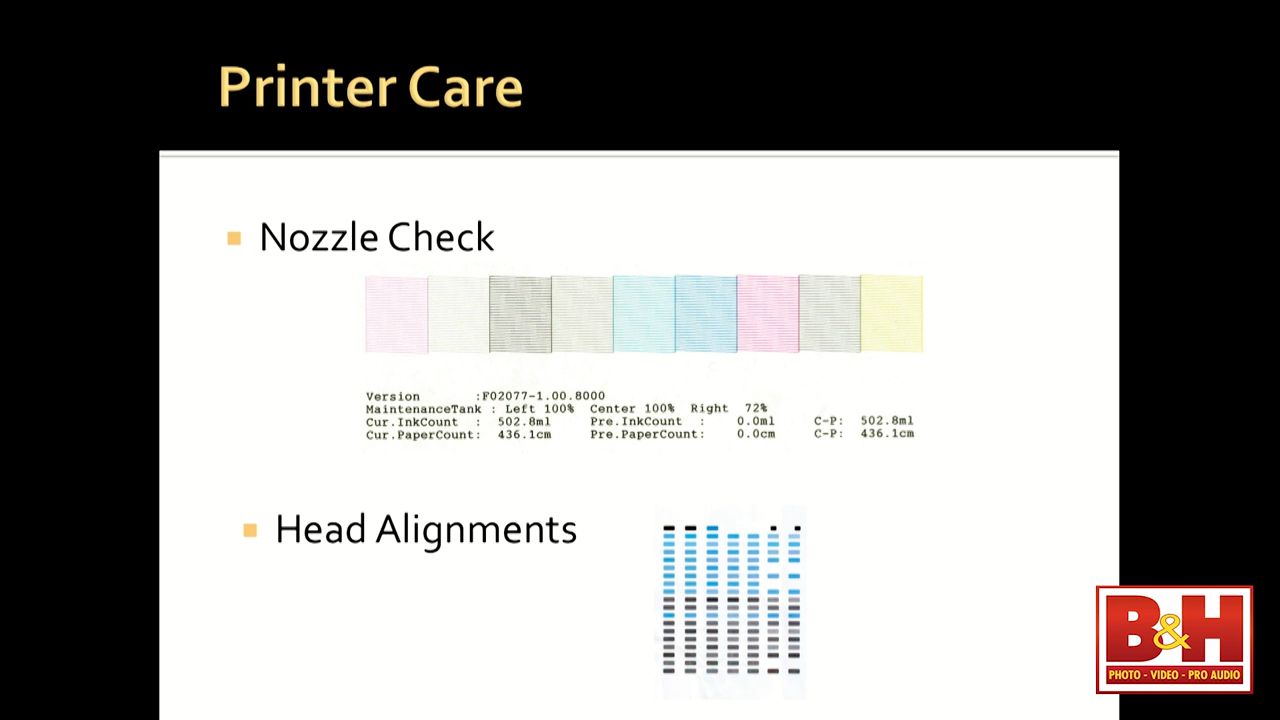 Printer Care
Nozzle Check
Version :F02077-1.00.8000
MaintenanceTank : Left 100% Center 100% Right 72%
Cur.InkCount : 502.8ml Pre.InkCount : 0.0ml C-P: 502.8ml
Cur.PaperCount: 436.1cm Pre.PaperCount: 0.0cm C-P: 436.1cm
Head Alignments
B&H
PHOTO - VIDEO - PRO AUDIO